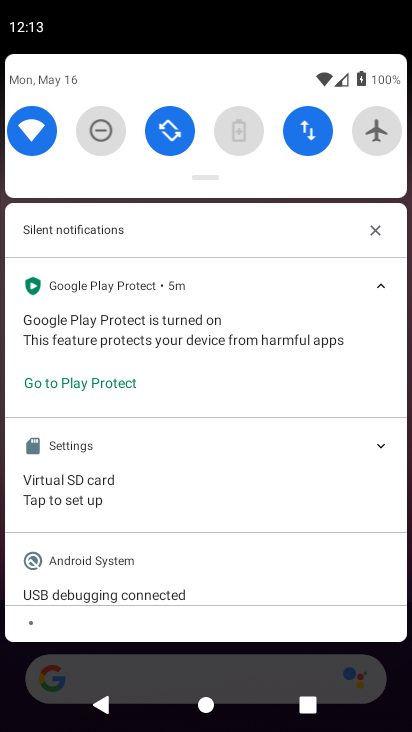 12:13
Mon, May 16
100%
Silent notifications
Google Play Protect • 5m
Google Play Protect is turned on
This feature protects your device from harmful apps
Go to Play Protect
Settings
Virtual SD card
Tap to set up
Android System
USB debugging connected